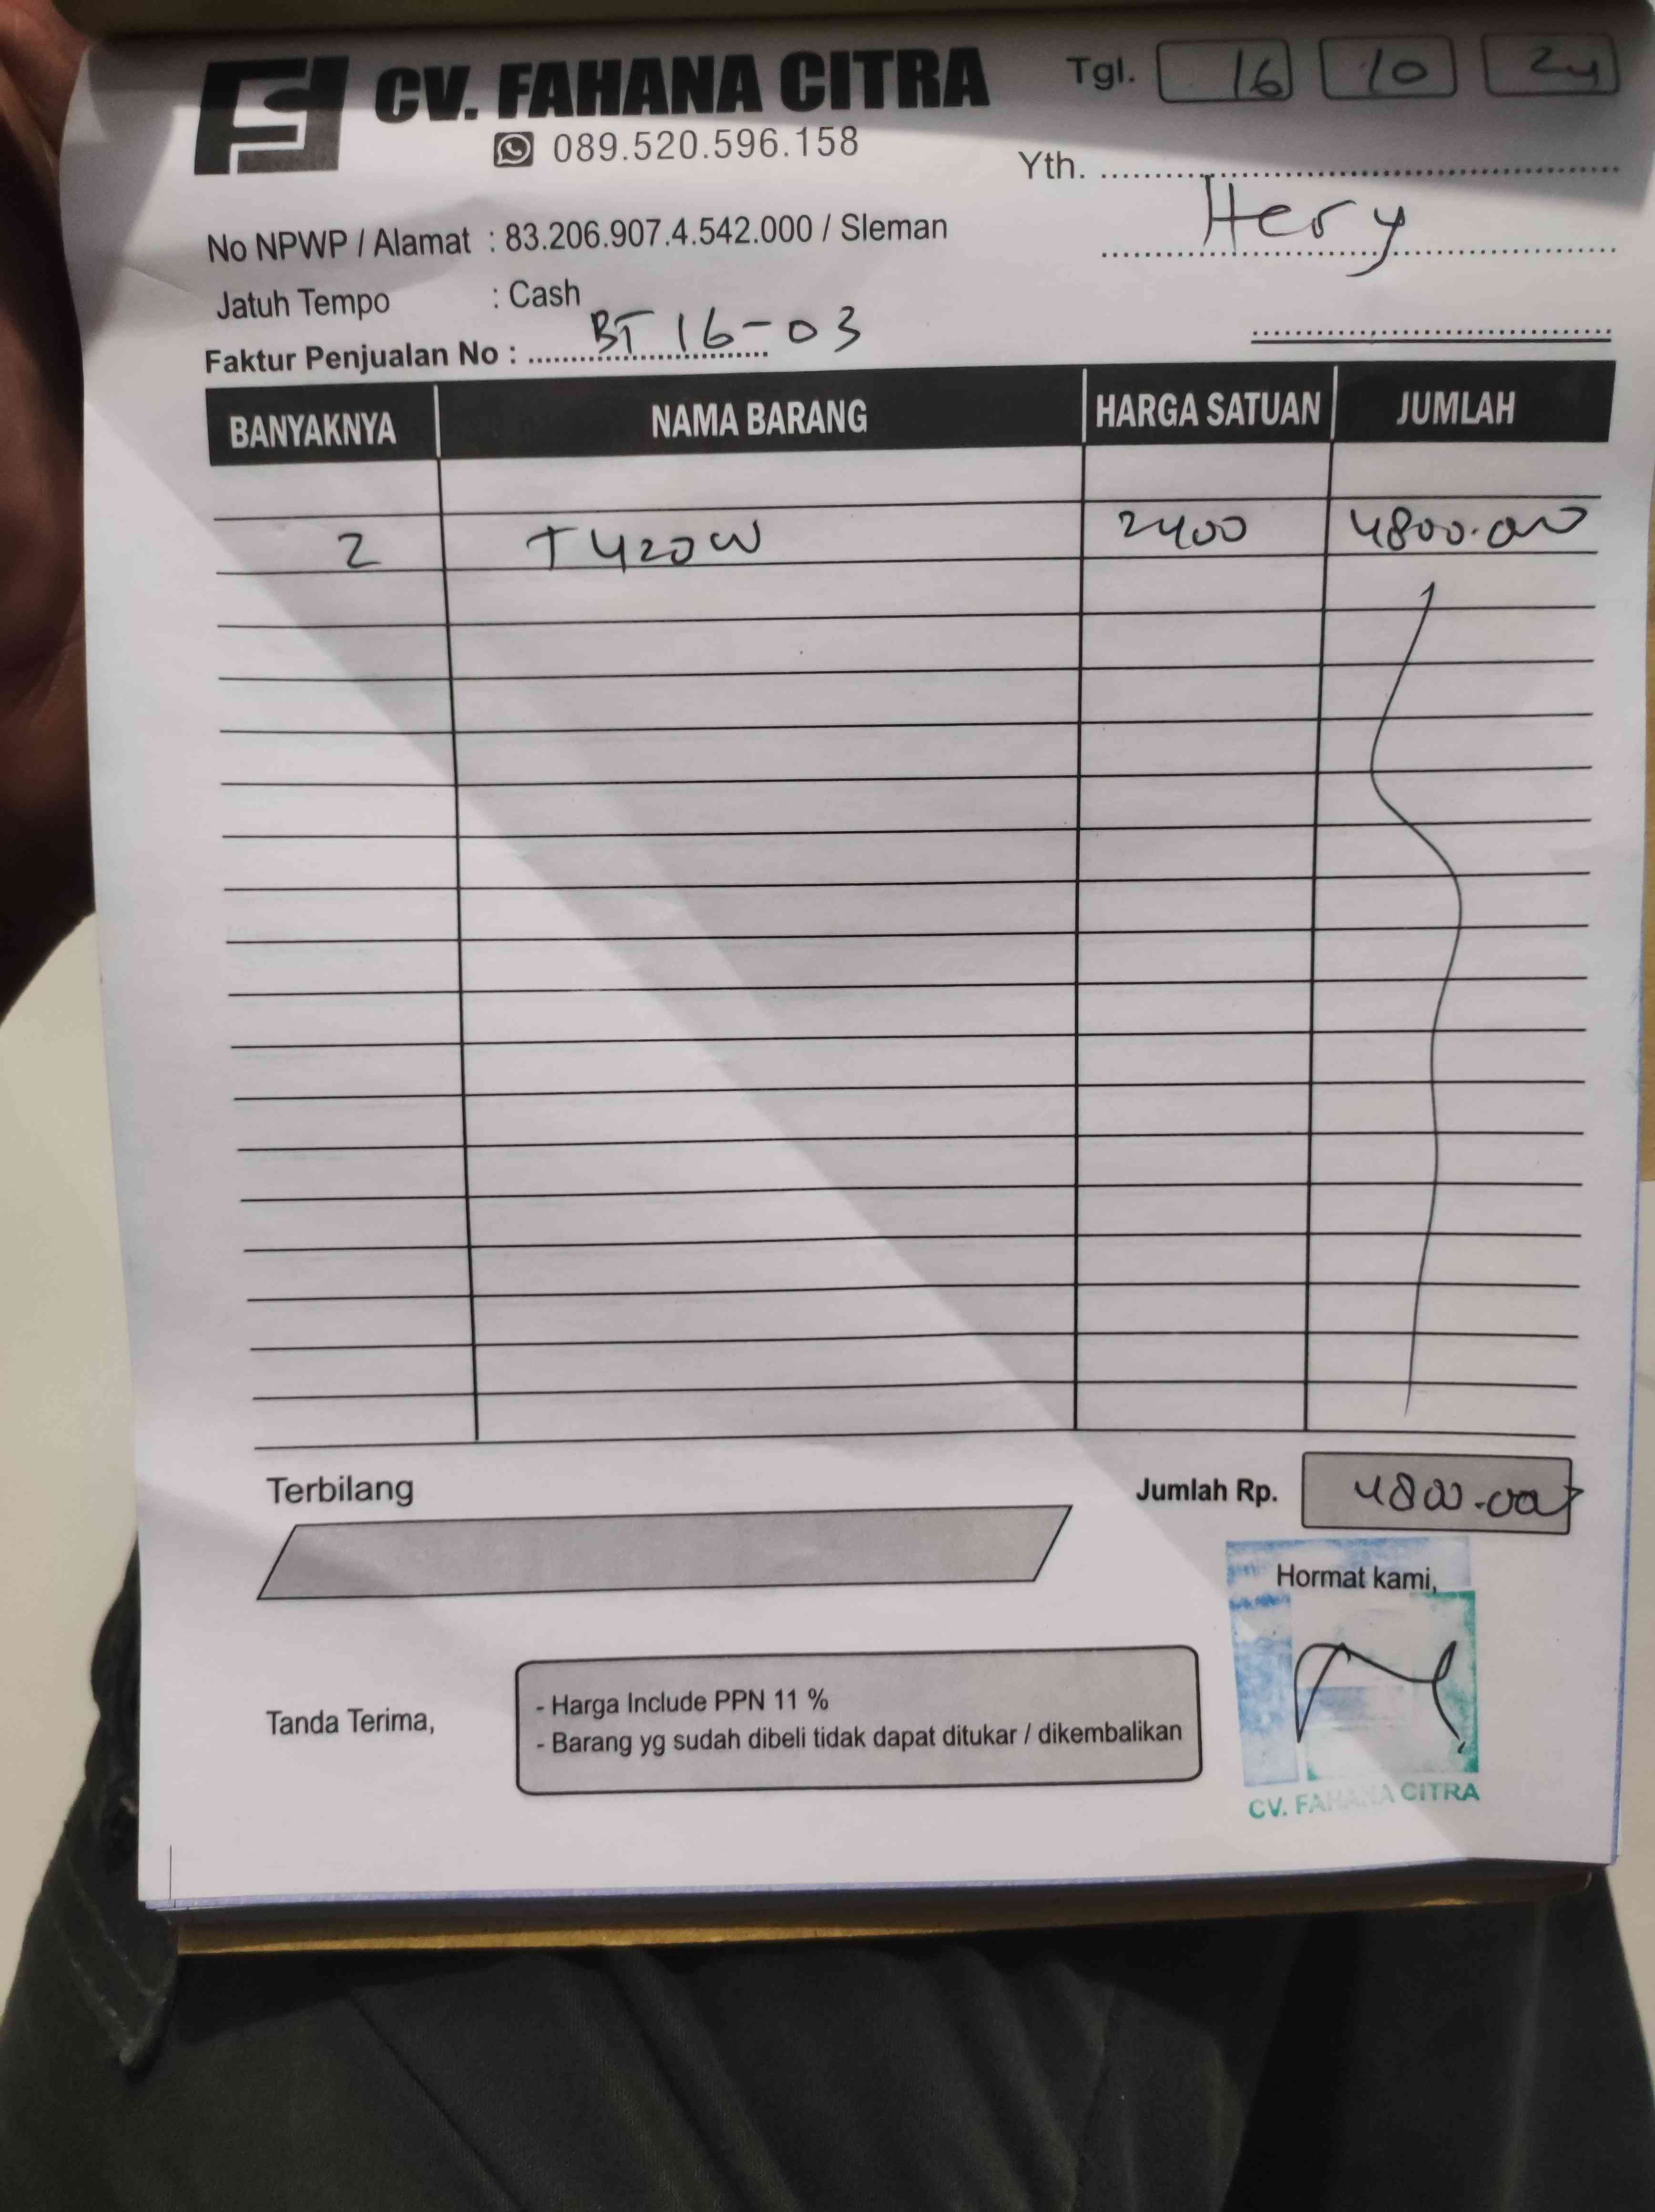 CV. FAHANA CITRA
089.520.596.158
Tgl. 16 10 24
Yth. Hery
No NPWP / Alamat : 83.206.907.4.542.000 / Sleman
Jatuh Tempo : Cash
Faktur Penjualan No : BT 16-03
BANYAKNYA NAMA BARANG HARGA SATUAN JUMLAH
2 T420W 2400 4800.000
Terbilang
Jumlah Rp. 4800.000
Hormat kami,
Tanda Terima,
- Harga Include PPN 11 %
- Barang yg sudah dibeli tidak dapat ditukar / dikembalikan
CV. FAHANA CITRA